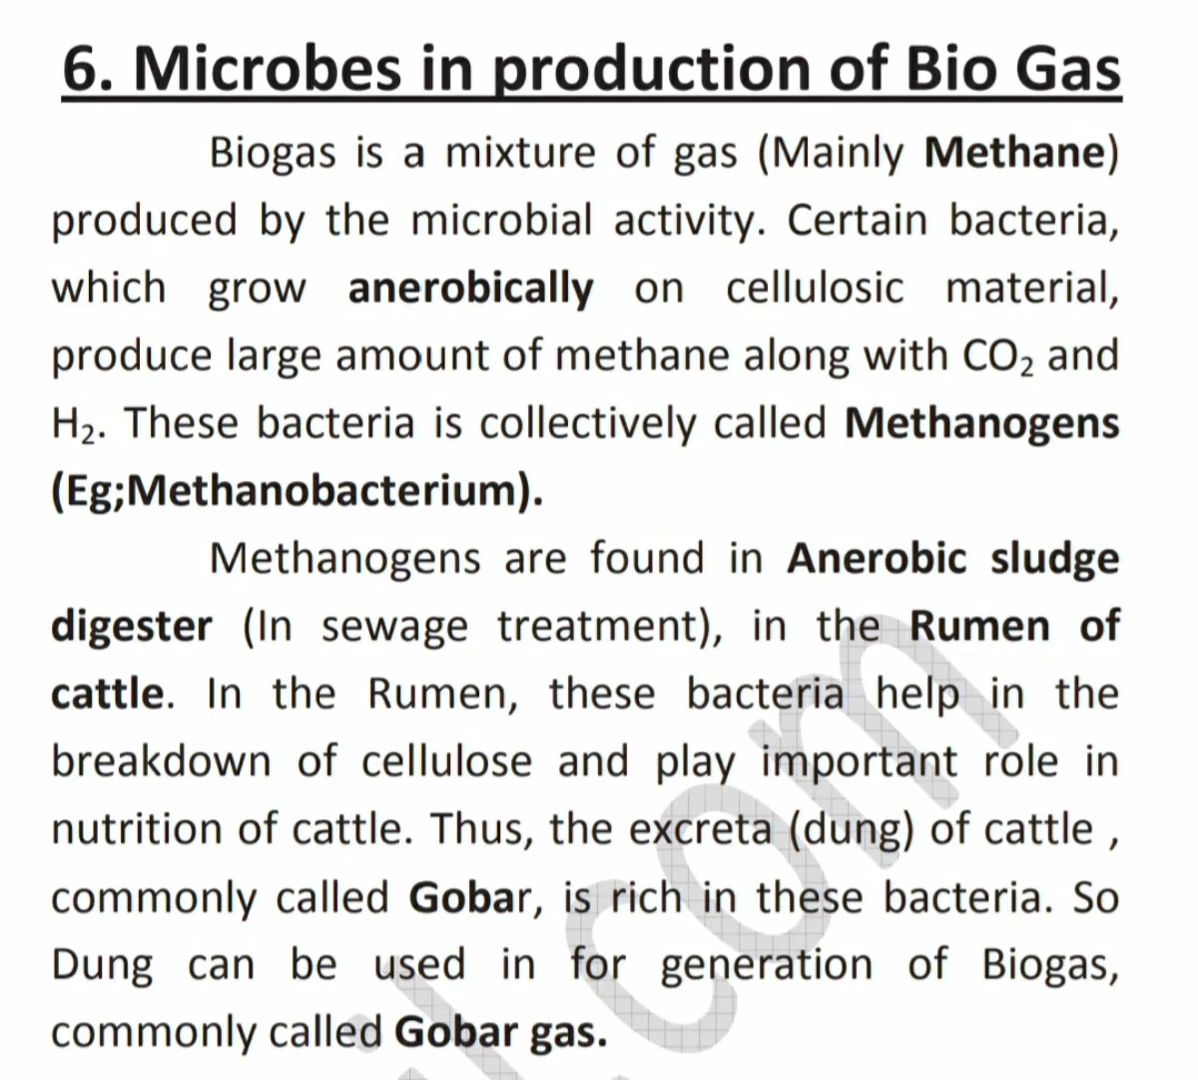 6. Microbes in production of Bio Gas
Biogas is a mixture of gas (Mainly Methane)
produced by the microbial activity. Certain bacteria,
which grow anerobically on cellulosic material,
produce large amount of methane along with CO₂ and
H₂. These bacteria is collectively called Methanogens
(Eg;Methanobacterium).
Methanogens are found in Anerobic sludge
digester (In sewage treatment), in the Rumen of
cattle. In the Rumen, these bacteria help in the
breakdown of cellulose and play important role in
nutrition of cattle. Thus, the excreta (dung) of cattle ,
commonly called Gobar, is rich in these bacteria. So
Dung can be used in for generation of Biogas,
commonly called Gobar gas.
.com